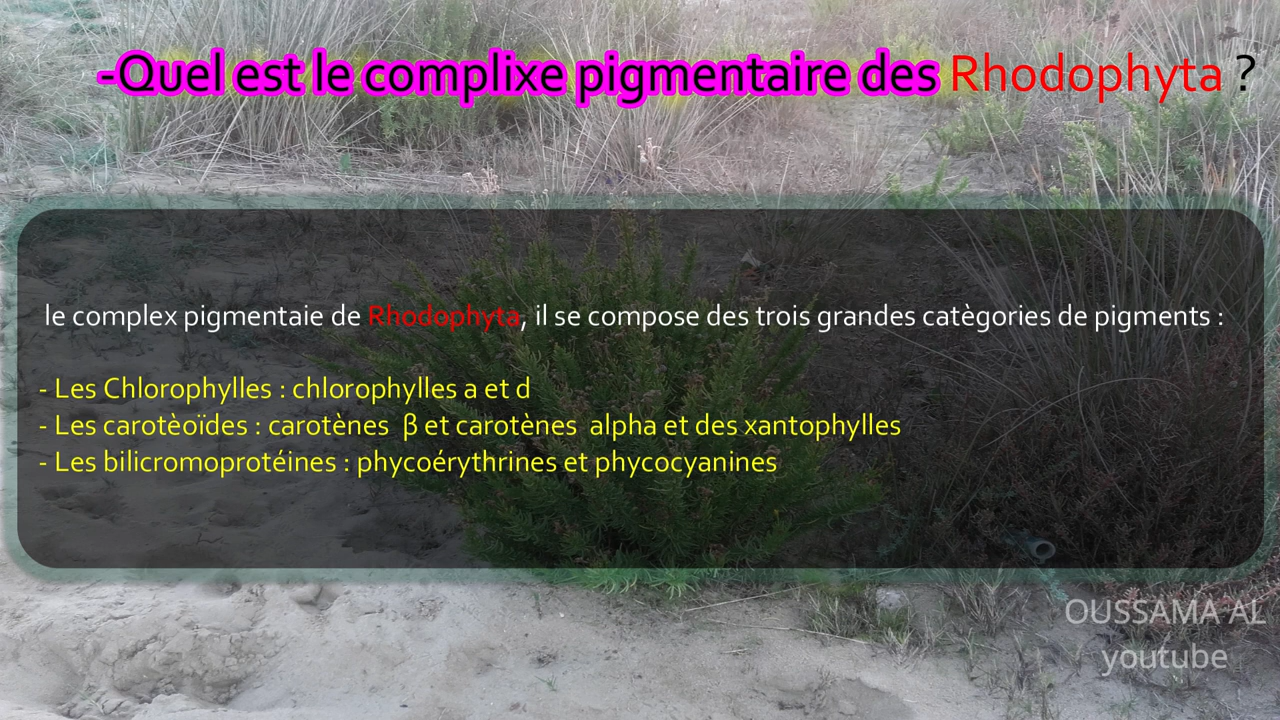 -Quel est le complixe pigmentaire des Rhodophyta ?
le complex pigmentaie de Rhodophyta, il se compose des trois grandes catègories de pigments :
- Les Chlorophylles : chlorophylles a et d
- Les carotèoïdes : carotènes β et carotènes alpha et des xantophylles
- Les bilicromoprotéines : phycoérythrines et phycocyanines
OUSSAMA AL
youtube